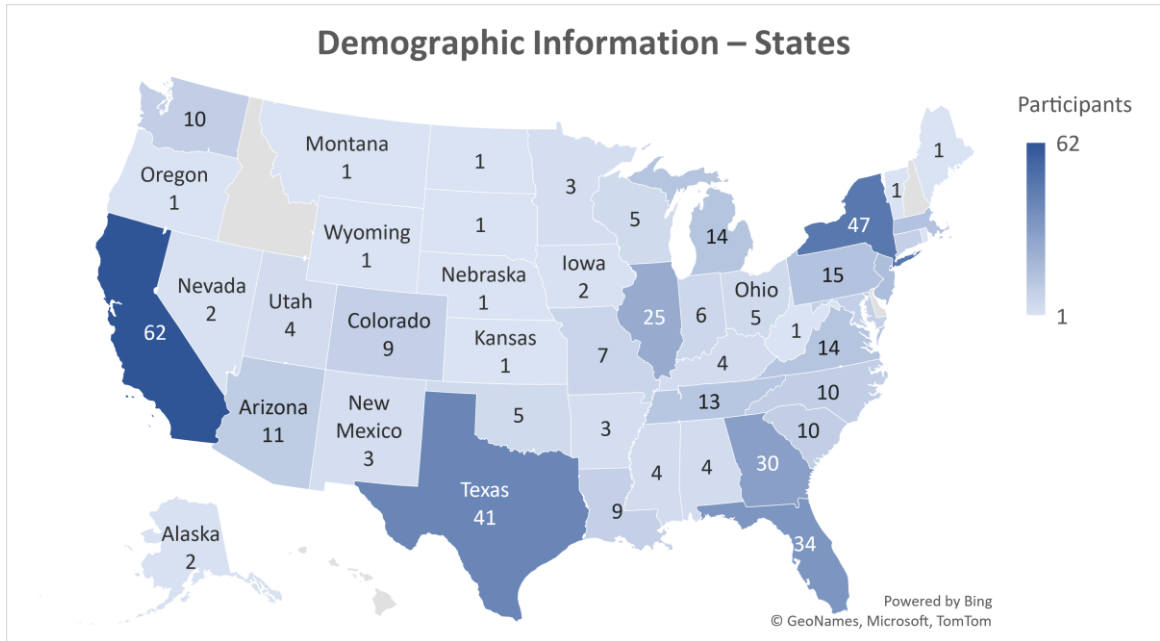 Demographic Information – States
Participants
62
1
10
Montana
1
1
3
1
Oregon
1
5
14
1
47
Wyoming
1
1
Nebraska
1
Iowa
2
15
Nevada
2
Utah
4
Colorado
9
Kansas
1
62
25
6
Ohio
5
1
14
7
4
10
Arizona
11
New
Mexico
3
5
3
13
10
4
4
30
Texas
41
9
34
Alaska
2
Powered by Bing
© GeoNames, Microsoft, TomTom